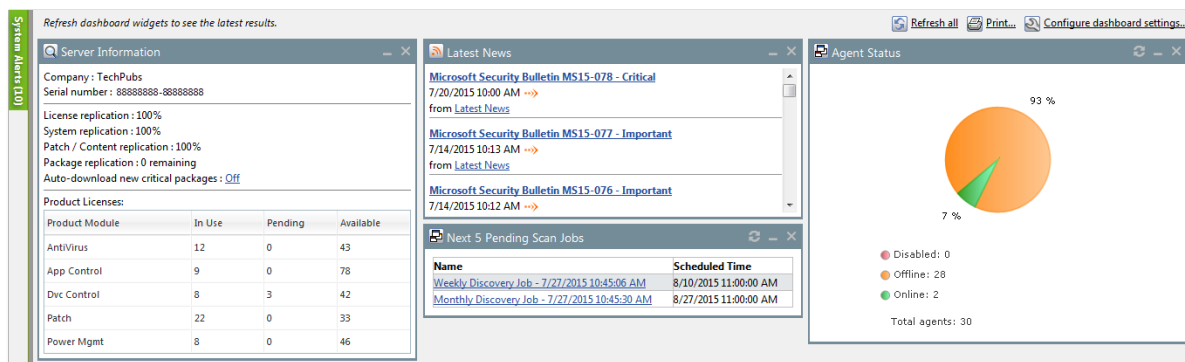 System Alerts (10)
Refresh dashboard widgets to see the latest results.
Refresh all Print... Configure dashboard settings...
Server Information
Company : TechPubs
Serial number : 88888888-88888888
License replication : 100%
System replication : 100%
Patch / Content replication : 100%
Package replication : 0 remaining
Auto-download new critical packages : Off
Product Licenses:
Product Module In Use Pending Available
AntiVirus 12 0 43
App Control 9 0 78
Dvc Control 8 3 42
Patch 22 0 33
Power Mgmt 8 0 46
Latest News
Microsoft Security Bulletin MS15-078 - Critical
7/20/2015 10:00 AM
from Latest News
Microsoft Security Bulletin MS15-077 - Important
7/14/2015 10:13 AM
from Latest News
Microsoft Security Bulletin MS15-076 - Important
7/14/2015 10:12 AM
Next 5 Pending Scan Jobs
Name Scheduled Time
Weekly Discovery Job - 7/27/2015 10:45:06 AM 8/10/2015 11:00:00 AM
Monthly Discovery Job - 7/27/2015 10:45:30 AM 8/27/2015 11:00:00 AM
Agent Status
93 %
7 %
Disabled: 0
Offline: 28
Online: 2
Total agents: 30